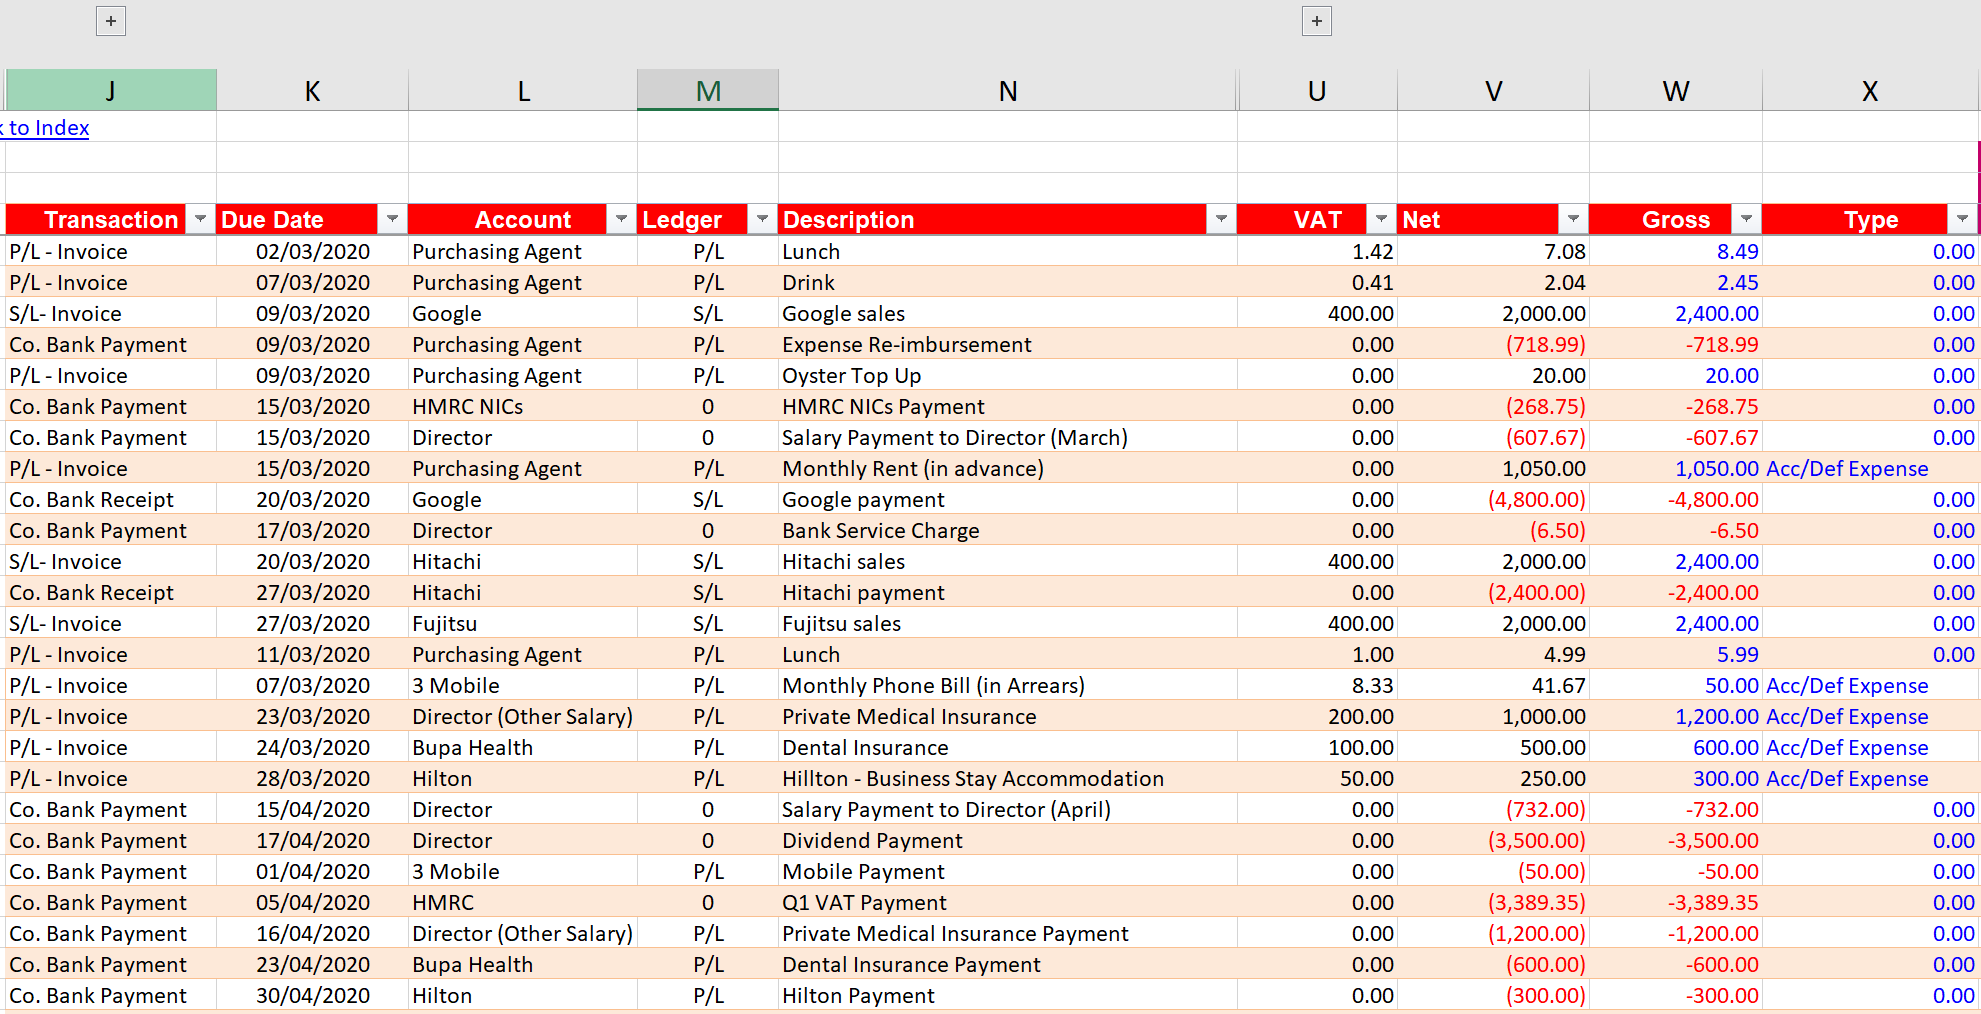 + +
J K L M N U V W X
to Index
Transaction Due Date Account Ledger Description VAT Net Gross Type
P/L - Invoice 02/03/2020 Purchasing Agent P/L Lunch 1.42 7.08 8.49 0.00
P/L - Invoice 07/03/2020 Purchasing Agent P/L Drink 0.41 2.04 2.45 0.00
S/L- Invoice 09/03/2020 Google S/L Google sales 400.00 2,000.00 2,400.00 0.00
Co. Bank Payment 09/03/2020 Purchasing Agent P/L Expense Re-imbursement 0.00 (718.99) -718.99 0.00
P/L - Invoice 09/03/2020 Purchasing Agent P/L Oyster Top Up 0.00 20.00 20.00 0.00
Co. Bank Payment 15/03/2020 HMRC NICs 0 HMRC NICs Payment 0.00 (268.75) -268.75 0.00
Co. Bank Payment 15/03/2020 Director 0 Salary Payment to Director (March) 0.00 (607.67) -607.67 0.00
P/L - Invoice 15/03/2020 Purchasing Agent P/L Monthly Rent (in advance) 0.00 1,050.00 1,050.00 Acc/Def Expense
Co. Bank Receipt 20/03/2020 Google S/L Google payment 0.00 (4,800.00) -4,800.00 0.00
Co. Bank Payment 17/03/2020 Director 0 Bank Service Charge 0.00 (6.50) -6.50 0.00
S/L- Invoice 20/03/2020 Hitachi S/L Hitachi sales 400.00 2,000.00 2,400.00 0.00
Co. Bank Receipt 27/03/2020 Hitachi S/L Hitachi payment 0.00 (2,400.00) -2,400.00 0.00
S/L- Invoice 27/03/2020 Fujitsu S/L Fujitsu sales 400.00 2,000.00 2,400.00 0.00
P/L - Invoice 11/03/2020 Purchasing Agent P/L Lunch 1.00 4.99 5.99 0.00
P/L - Invoice 07/03/2020 3 Mobile P/L Monthly Phone Bill (in Arrears) 8.33 41.67 50.00 Acc/Def Expense
P/L - Invoice 23/03/2020 Director (Other Salary) P/L Private Medical Insurance 200.00 1,000.00 1,200.00 Acc/Def Expense
P/L - Invoice 24/03/2020 Bupa Health P/L Dental Insurance 100.00 500.00 600.00 Acc/Def Expense
P/L - Invoice 28/03/2020 Hilton P/L Hillton - Business Stay Accommodation 50.00 250.00 300.00 Acc/Def Expense
Co. Bank Payment 15/04/2020 Director 0 Salary Payment to Director (April) 0.00 (732.00) -732.00 0.00
Co. Bank Payment 17/04/2020 Director 0 Dividend Payment 0.00 (3,500.00) -3,500.00 0.00
Co. Bank Payment 01/04/2020 3 Mobile P/L Mobile Payment 0.00 (50.00) -50.00 0.00
Co. Bank Payment 05/04/2020 HMRC 0 Q1 VAT Payment 0.00 (3,389.35) -3,389.35 0.00
Co. Bank Payment 16/04/2020 Director (Other Salary) P/L Private Medical Insurance Payment 0.00 (1,200.00) -1,200.00 0.00
Co. Bank Payment 23/04/2020 Bupa Health P/L Dental Insurance Payment 0.00 (600.00) -600.00 0.00
Co. Bank Payment 30/04/2020 Hilton P/L Hilton Payment 0.00 (300.00) -300.00 0.00